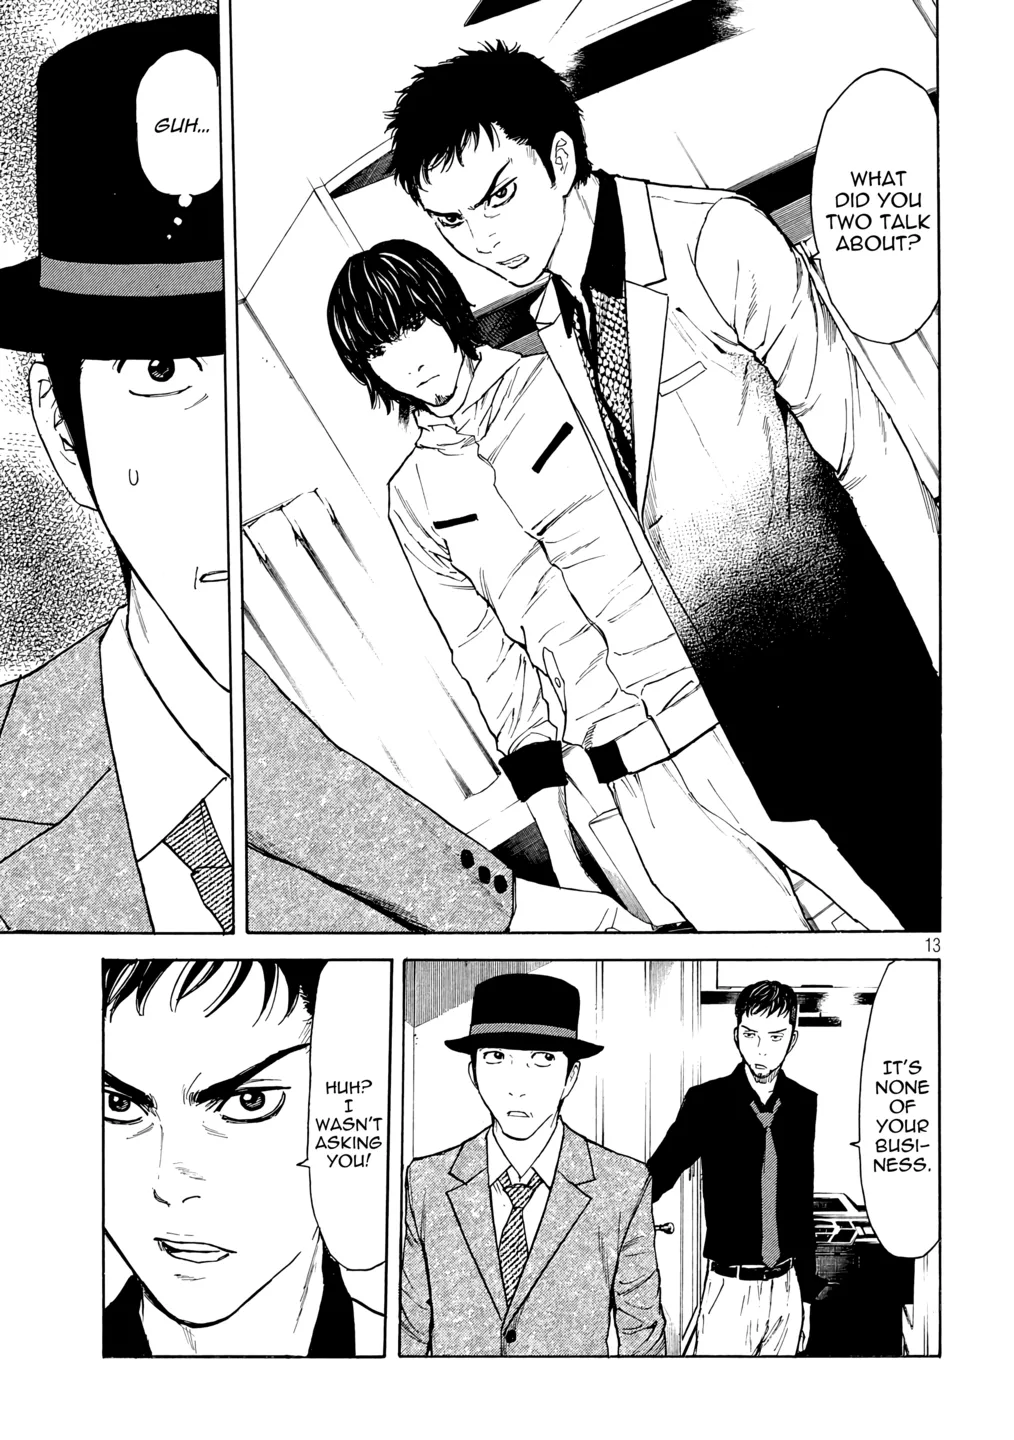 WHAT
DID YOU
TWO TALK
ABOUT?
GUH...
13
IT'S
NONE
OF
YOUR
BUSI-
NESS.
HUH?
I
WASN'T
ASKING
YOU!